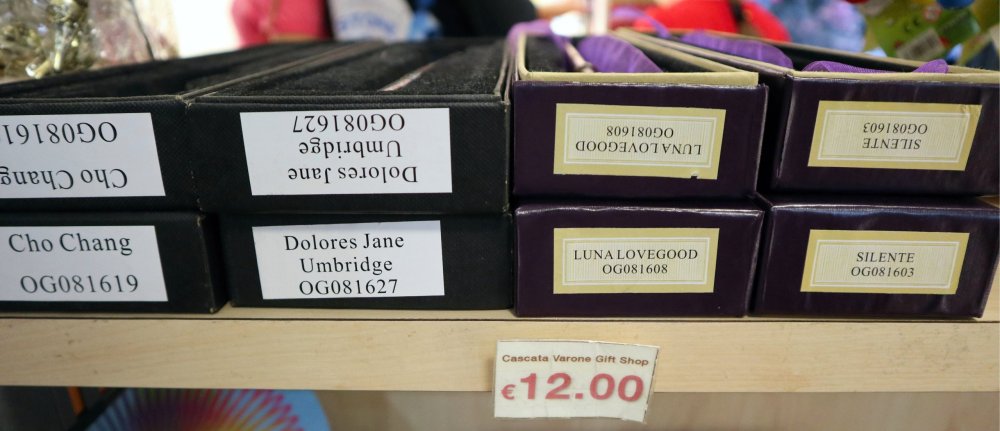 Cho Chang
OG081619
Dolores Jane
Umbridge
OG081627
LUNA LOVEGOOD
OG081608
SILENTE
OG081603
Cho Chang
Dolores Jane
Umbridge
OG081627
LUNA LOVEGOOD
OG081608
SILENTE
OG081603
Cascata Varone Gift Shop
€12.00